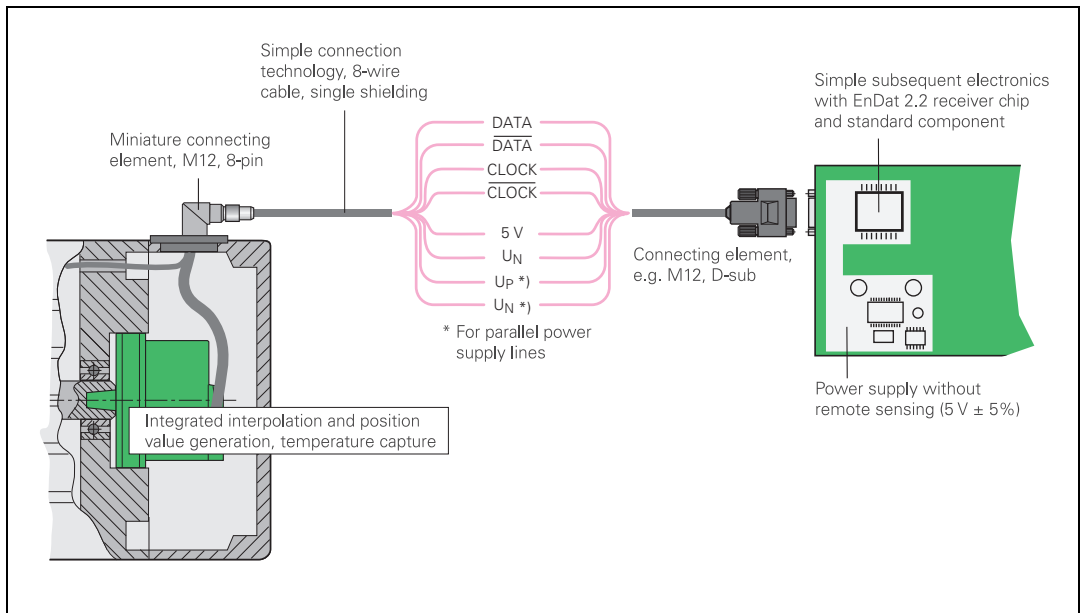 Simple connection
technology, 8-wire
cable, single shielding
Miniature connecting
element, M12, 8-pin
DATA
D̅A̅T̅A̅
CLOCK
C̅L̅O̅C̅K̅
5 V
UN
UP *)
UN *)
* For parallel power
supply lines
Connecting element,
e.g. M12, D-sub
Simple subsequent electronics
with EnDat 2.2 receiver chip
and standard component
Power supply without
remote sensing (5 V ± 5%)
Integrated interpolation and position
value generation, temperature capture